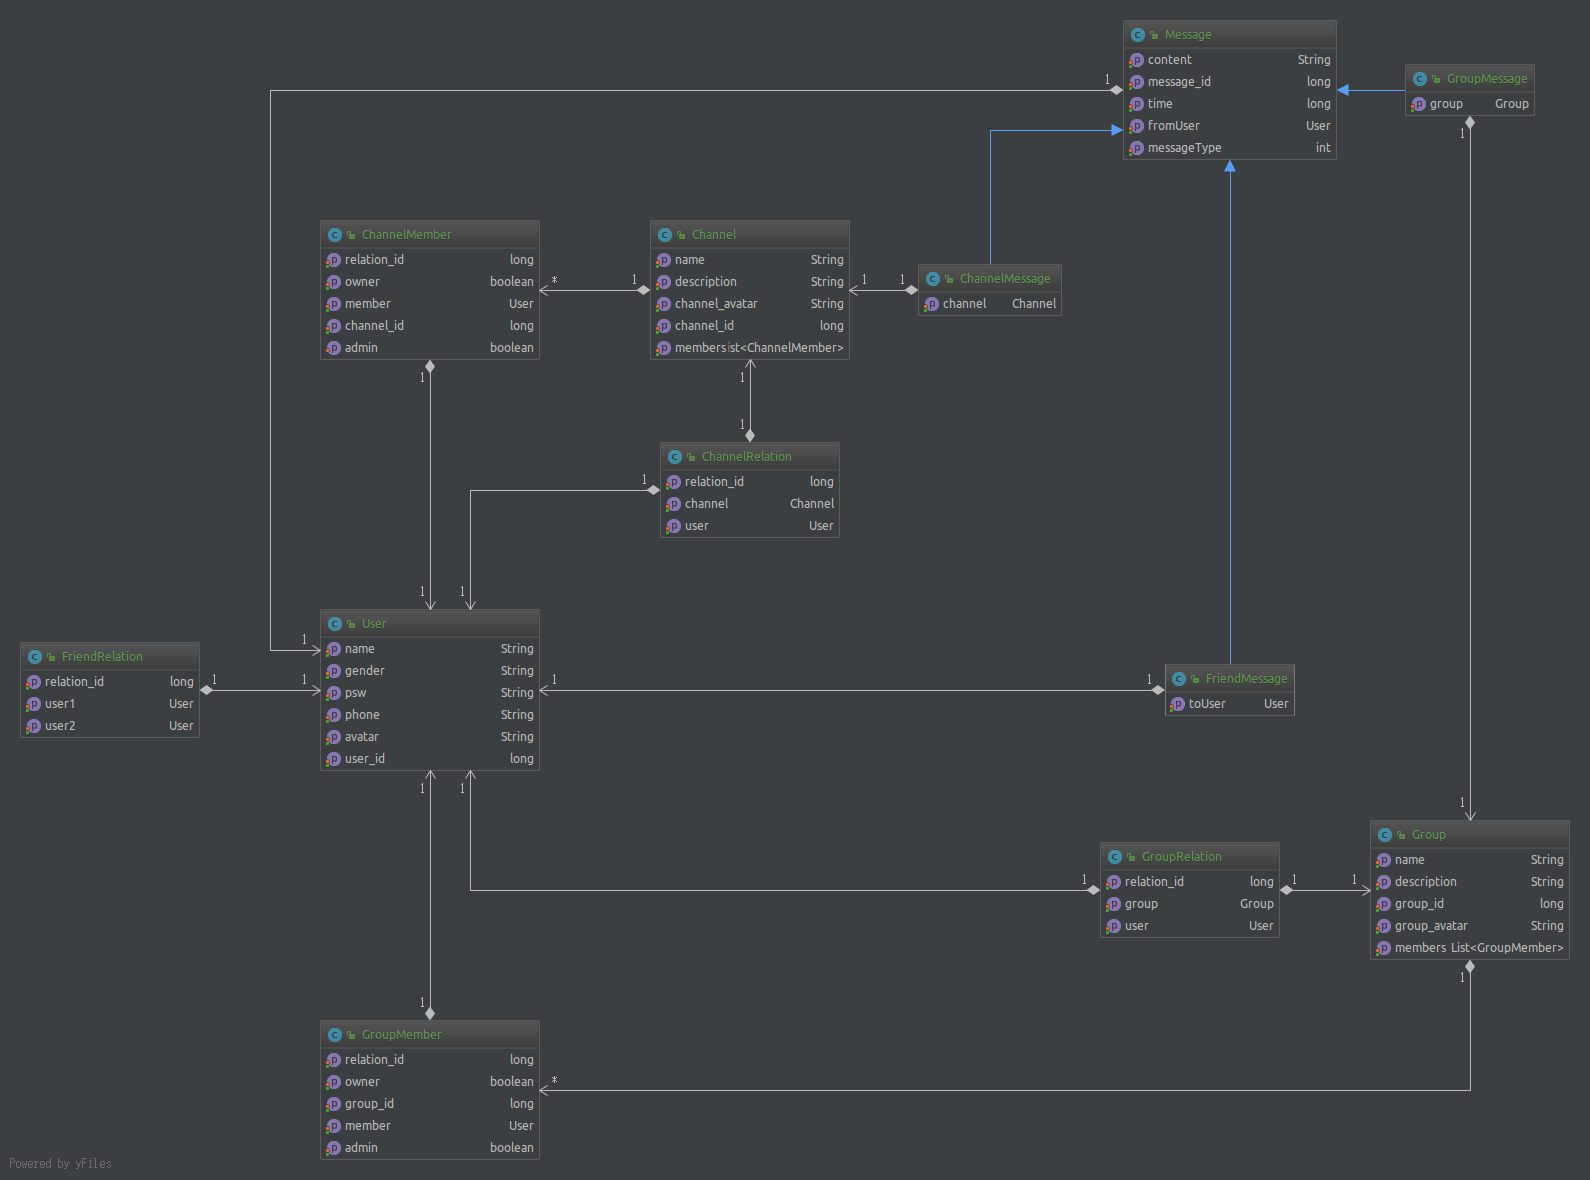 Message
content String
message_id long
time long
fromUser User
messageType int
GroupMessage
group Group
1
1
ChannelMember
relation_id long
owner boolean
member User
channel_id long
admin boolean
Channel
name String
description String
channel_avatar String
channel_id long
members ist<ChannelMember>
ChannelMessage
channel Channel
* 1
1 1
1
1
1
ChannelRelation
relation_id long
channel Channel
user User
1
1
1
User
name String
gender String
psw String
phone String
avatar String
user_id long
FriendRelation
relation_id long
user1 User
user2 User
1
1 1
1 1
FriendMessage
toUser User
1
1
1
GroupRelation
relation_id long
group Group
user User
1
1 1
Group
name String
description String
group_id long
group_avatar String
members List<GroupMember>
1
1
GroupMember
relation_id long
owner boolean
group_id long
member User
admin boolean
*
Powered by yFiles